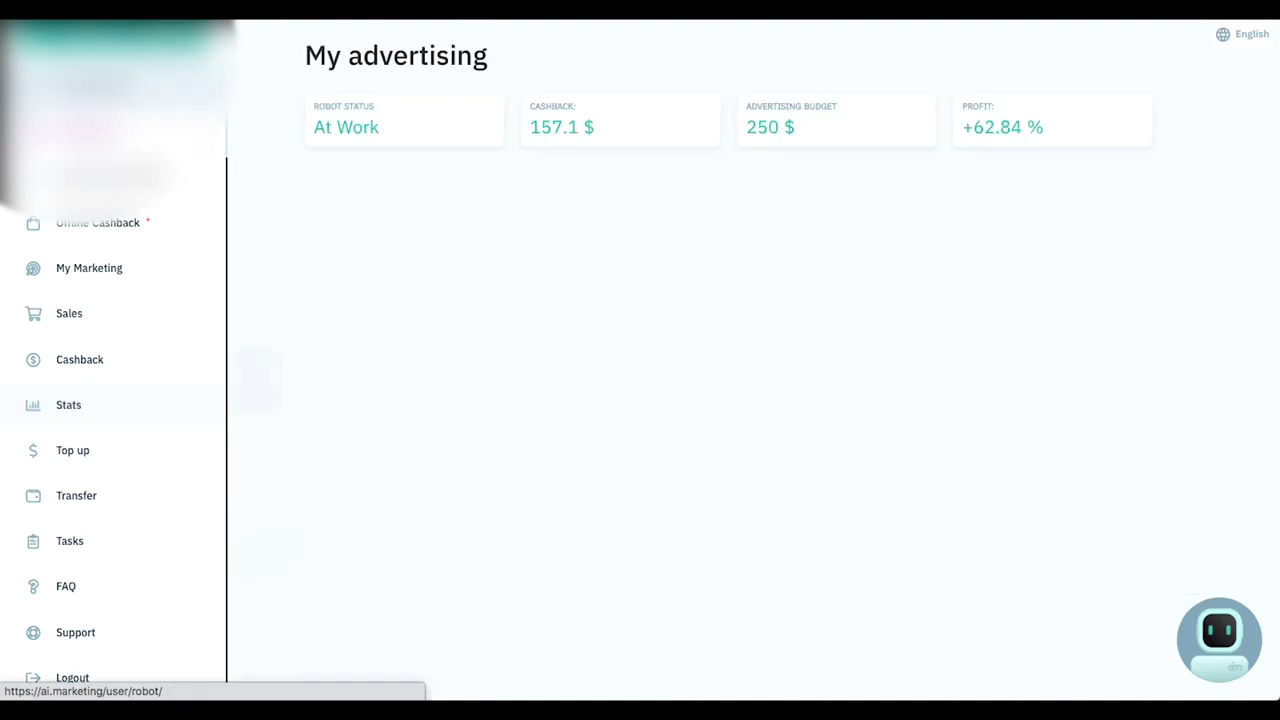 English
My advertising
ROBOT STATUS
At Work
CASHBACK:
157.1 $
ADVERTISING BUDGET
250 $
PROFIT:
+62.84 %
Offline Cashback *
My Marketing
Sales
Cashback
Stats
Top up
Transfer
Tasks
FAQ
Support
Logout
https://ai.marketing/user/robot/
dm